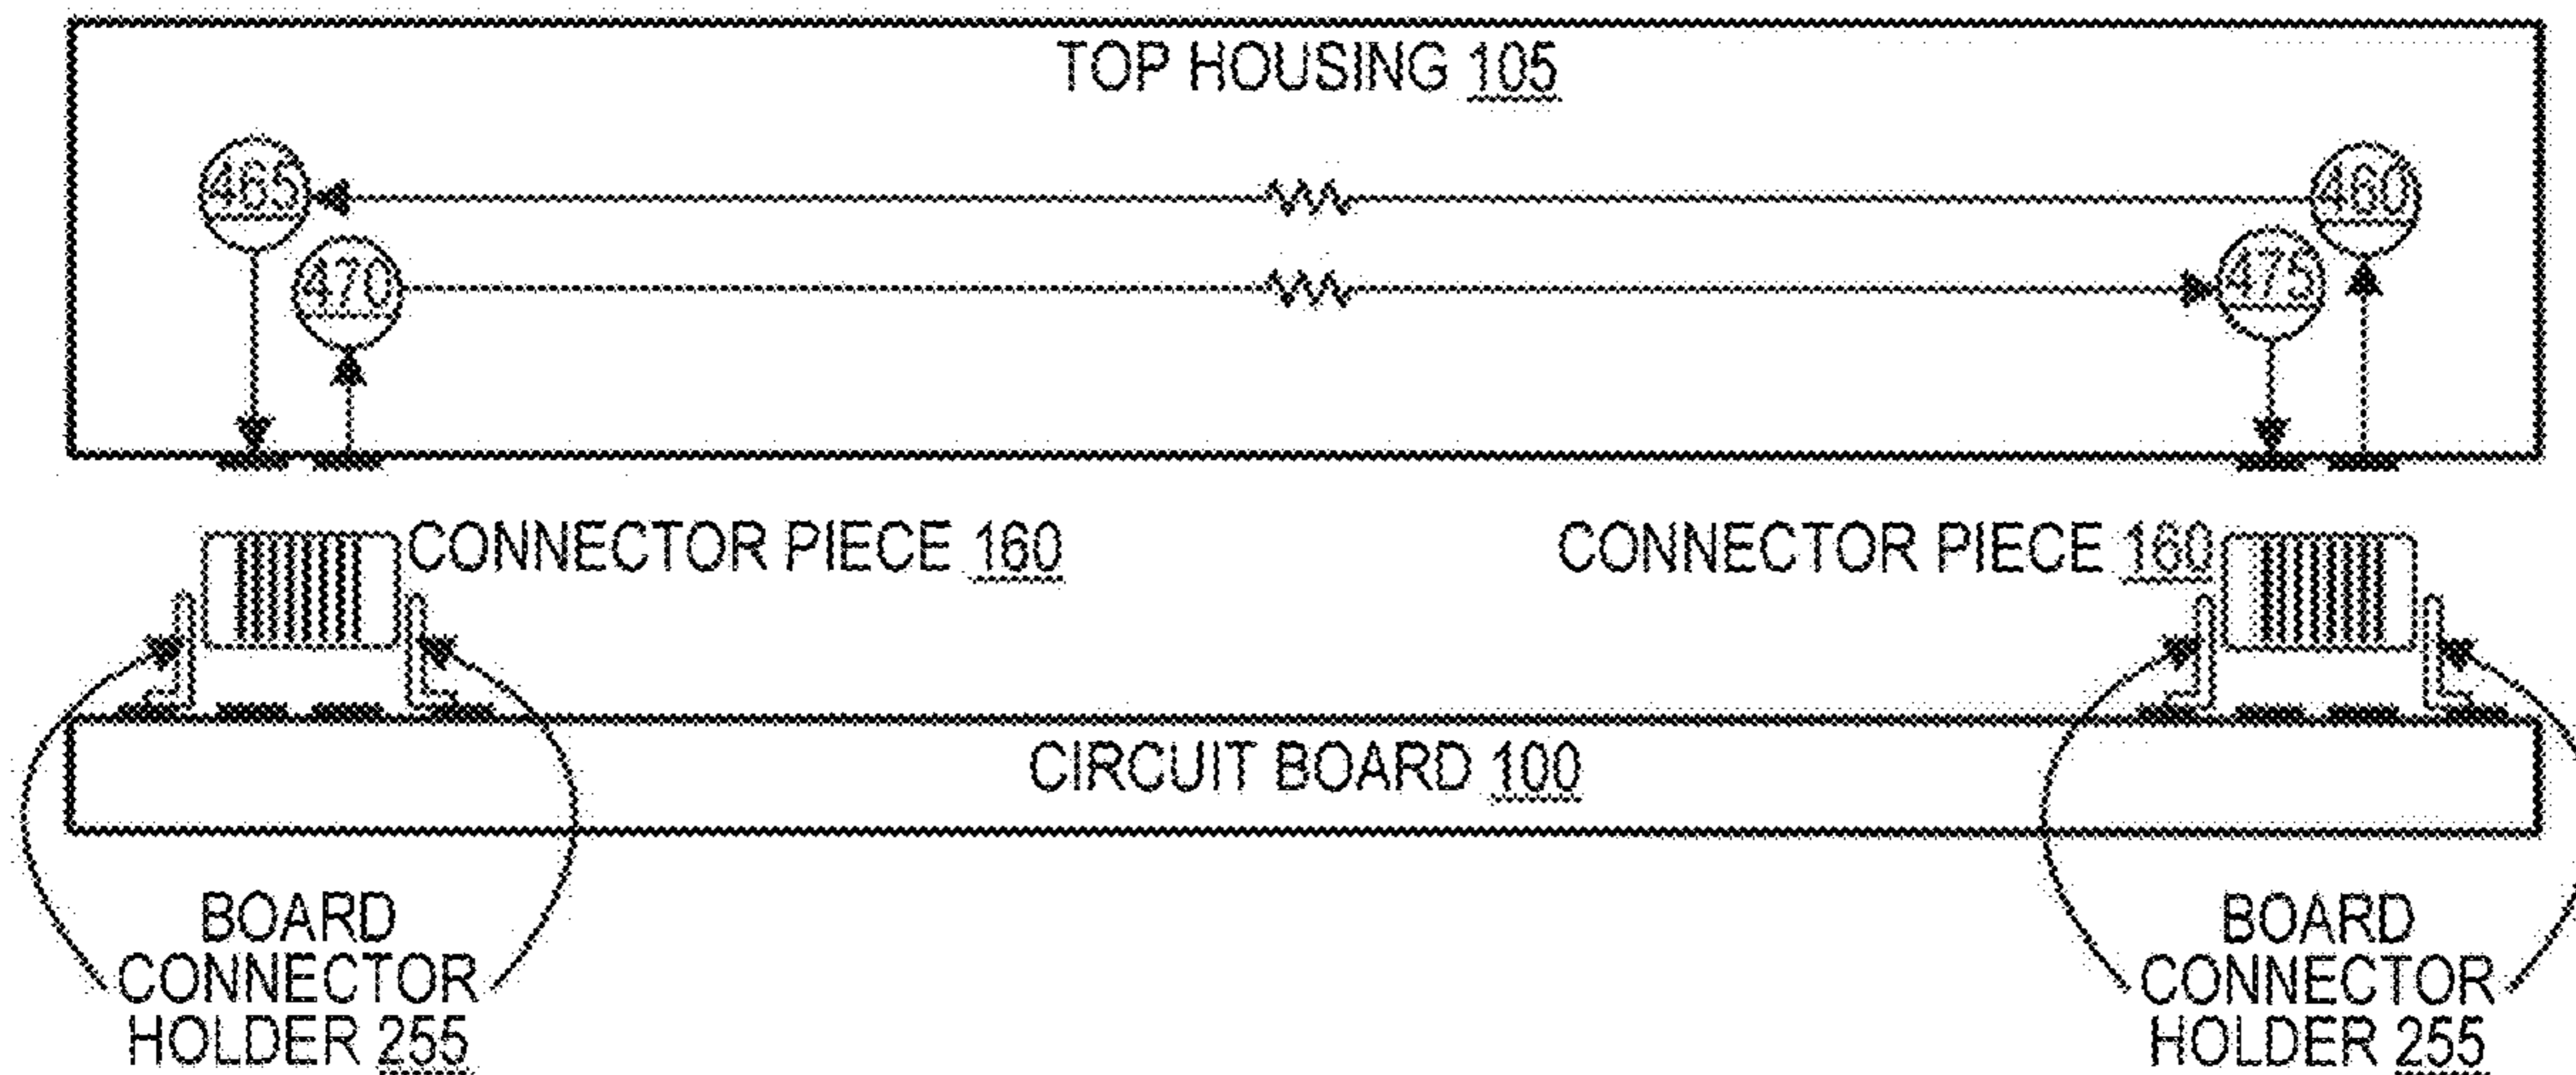 TOP HOUSING 105
465
460
470
475
CONNECTOR PIECE 160
CONNECTOR PIECE 160
CIRCUIT BOARD 100
BOARD
CONNECTOR
HOLDER 255
BOARD
CONNECTOR
HOLDER 255